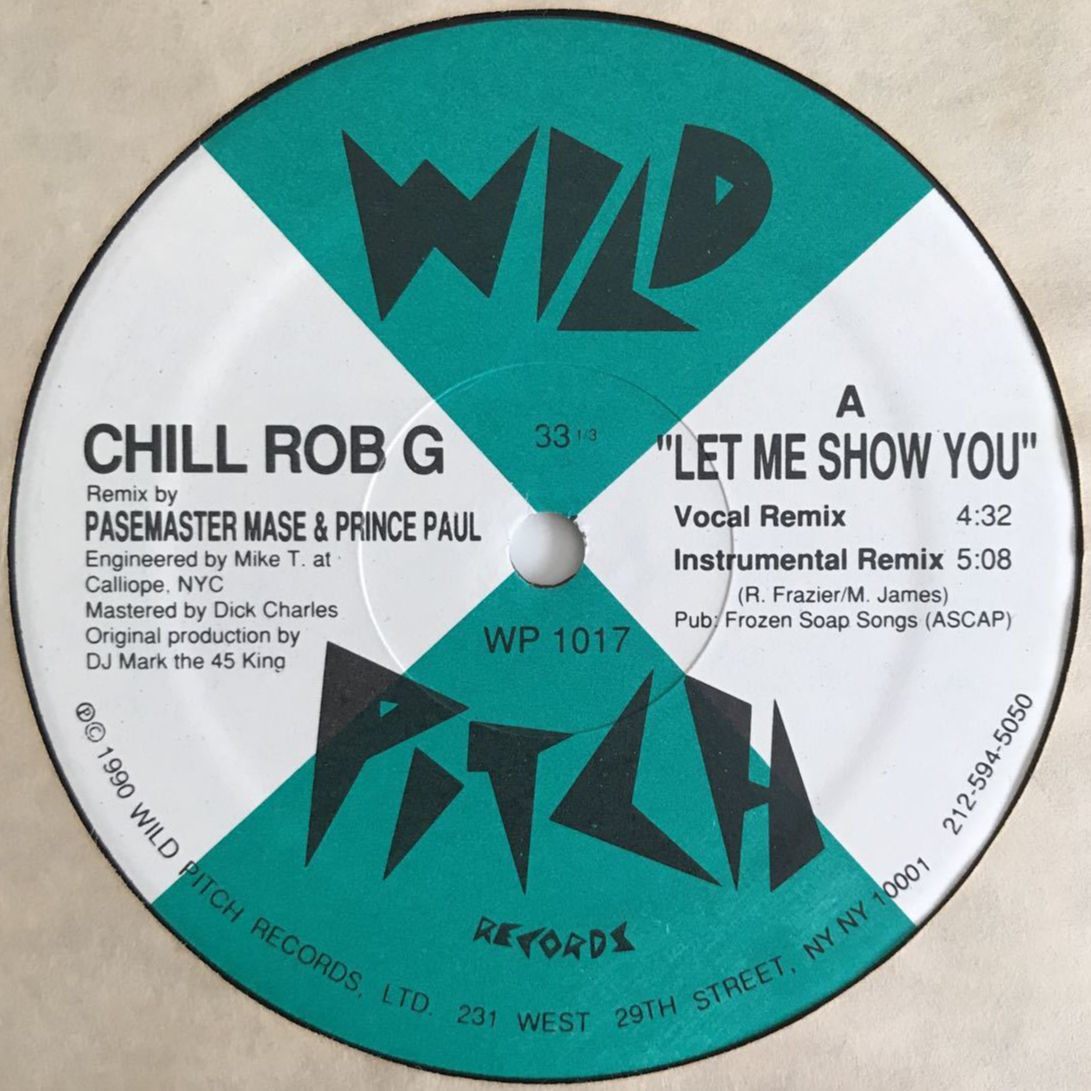 WILD
33 1/3
CHILL ROB G
Remix by
PASEMASTER MASE & PRINCE PAUL
Engineered by Mike T. at
Calliope, NYC
Mastered by Dick Charles
Original production by
DJ Mark the 45 King
A
"LET ME SHOW YOU"
Vocal Remix 4:32
Instrumental Remix 5:08
(R. Frazier/M. James)
Pub: Frozen Soap Songs (ASCAP)
WP 1017
PITCH
RECORDS
℗© 1990 WILD PITCH RECORDS, LTD. 231 WEST 29TH STREET, NY NY 10001 212-594-5050